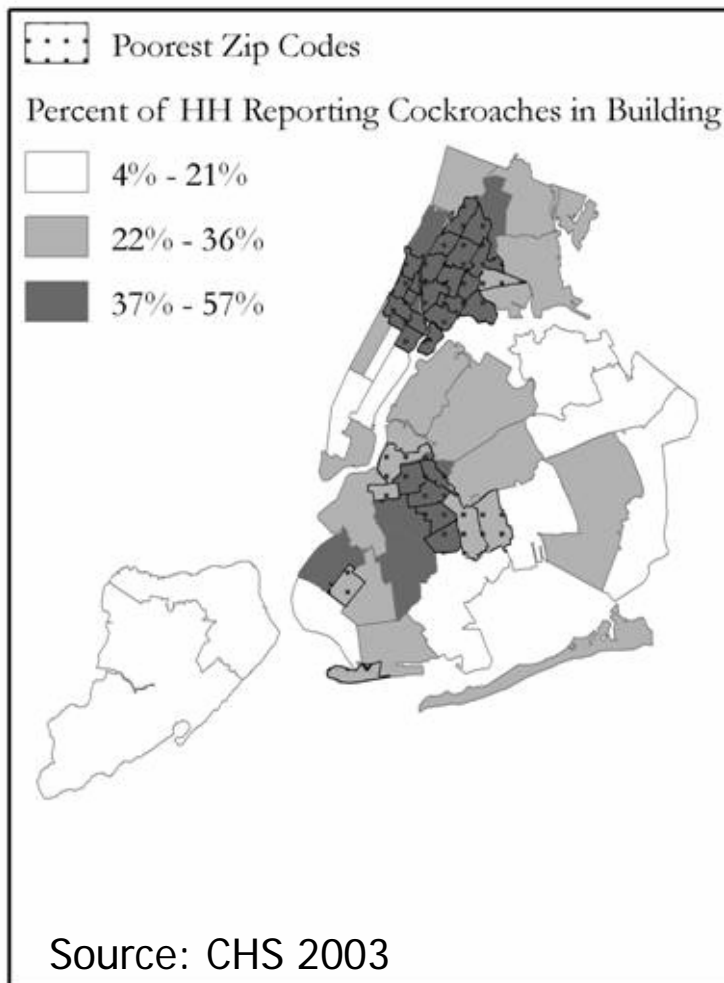 Poorest Zip Codes
Percent of HH Reporting Cockroaches in Building
4% - 21%
22% - 36%
37% - 57%
Source: CHS 2003